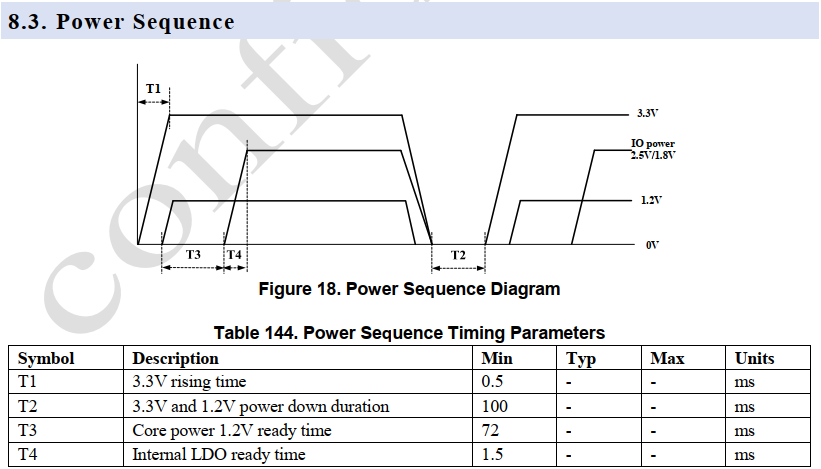 8.3. Power Sequence
T1
3.3V
IO power
2.5V/1.8V
1.2V
0V
T3 T4 T2
Figure 18. Power Sequence Diagram
Table 144. Power Sequence Timing Parameters
Symbol Description Min Typ Max Units
T1 3.3V rising time 0.5 - - ms
T2 3.3V and 1.2V power down duration 100 - - ms
T3 Core power 1.2V ready time 72 - - ms
T4 Internal LDO ready time 1.5 - - ms